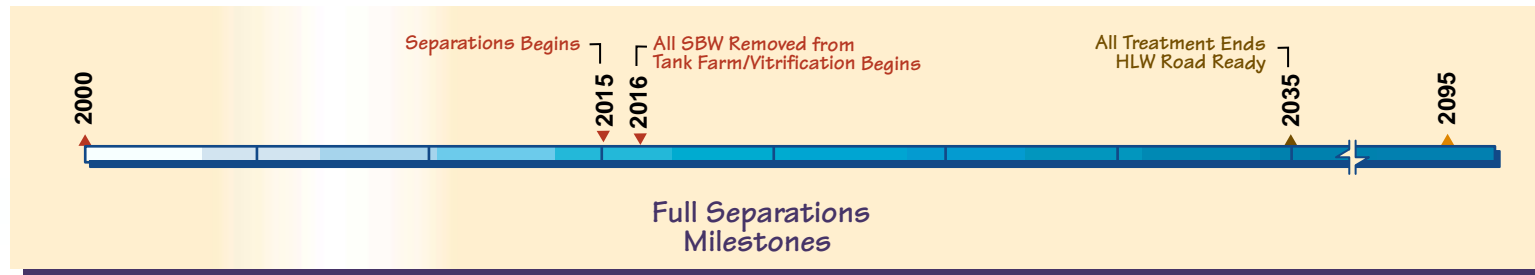 Separations Begins
All SBW Removed from
Tank Farm/Vitrification Begins
All Treatment Ends
HLW Road Ready
2000
2015
2016
2035
2095
Full Separations
Milestones